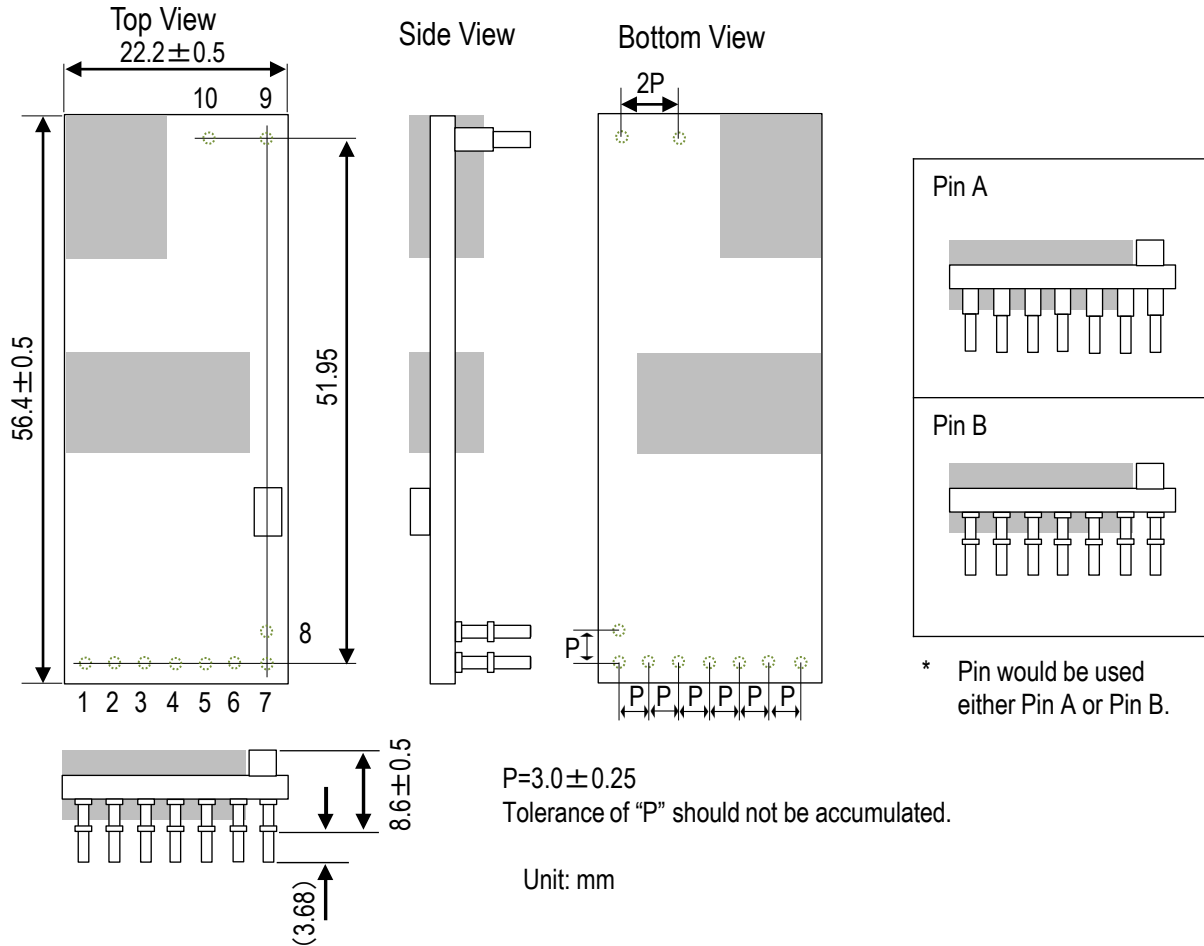 Top View
22.2±0.5
Side View
Bottom View
2P
10 9
Pin A
56.4±0.5
51.95
Pin B
8
P
1 2 3 4 5 6 7
P P P P P P
* Pin would be used
either Pin A or Pin B.
8.6±0.5
(3.68)
P=3.0±0.25
Tolerance of “P” should not be accumulated.
Unit: mm